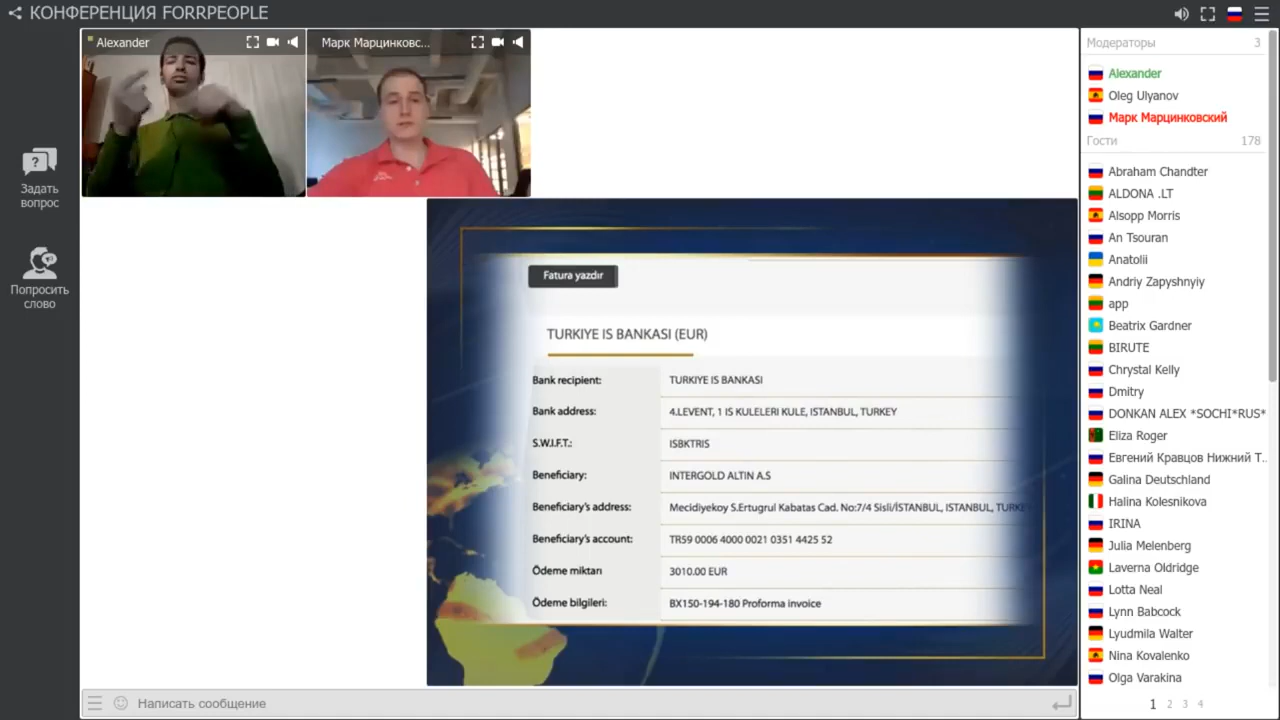 КОНФЕРЕНЦИЯ FORRPEOPLE
Alexander
Марк Марцинковс...
Задать
вопрос
Попросить
слово
Fatura yazdır
TURKIYE IS BANKASI (EUR)
Bank recipient: TURKIYE IS BANKASI
Bank address: 4.LEVENT, 1 IS KULELERI KULE, ISTANBUL, TURKEY
S.W.I.F.T.: ISBKTRIS
Beneficiary: INTERGOLD ALTIN A.S
Beneficiary's address: Mecidiyekoy S.Ertugrul Kabatas Cad. No:7/4 Sisli/İSTANBUL, ISTANBUL, TURKE
Beneficiary's account: TR59 0006 4000 0021 0351 4425 52
Ödeme miktarı 3010.00 EUR
Ödeme bilgileri: BX150-194-180 Proforma invoice
Написать сообщение
Модераторы 3
Alexander
Oleg Ulyanov
Марк Марцинковский
Гости 178
Abraham Chandter
ALDONA .LT
Alsopp Morris
An Tsouran
Anatolii
Andriy Zapyshnyiy
app
Beatrix Gardner
BIRUTE
Chrystal Kelly
Dmitry
DONKAN ALEX *SOCHI*RUS*
Eliza Roger
Евгений Кравцов Нижний Т...
Galina Deutschland
Halina Kolesnikova
IRINA
Julia Melenberg
Laverna Oldridge
Lotta Neal
Lynn Babcock
Lyudmila Walter
Nina Kovalenko
Olga Varakina
1 2 3 4